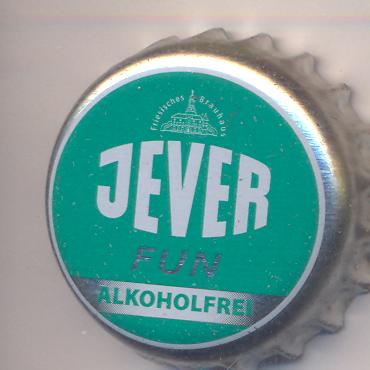 Friesisches Brauhaus
JEVER
FUN
ALKOHOLFREI